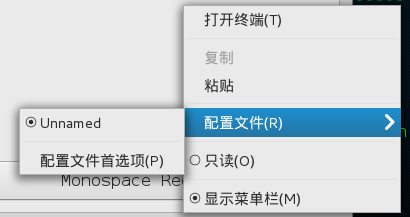 打开终端(T)
复制
粘贴
配置文件(R)
Unnamed
配置文件首选项(P)
只读(O)
Monospace Re
显示菜单栏(M)